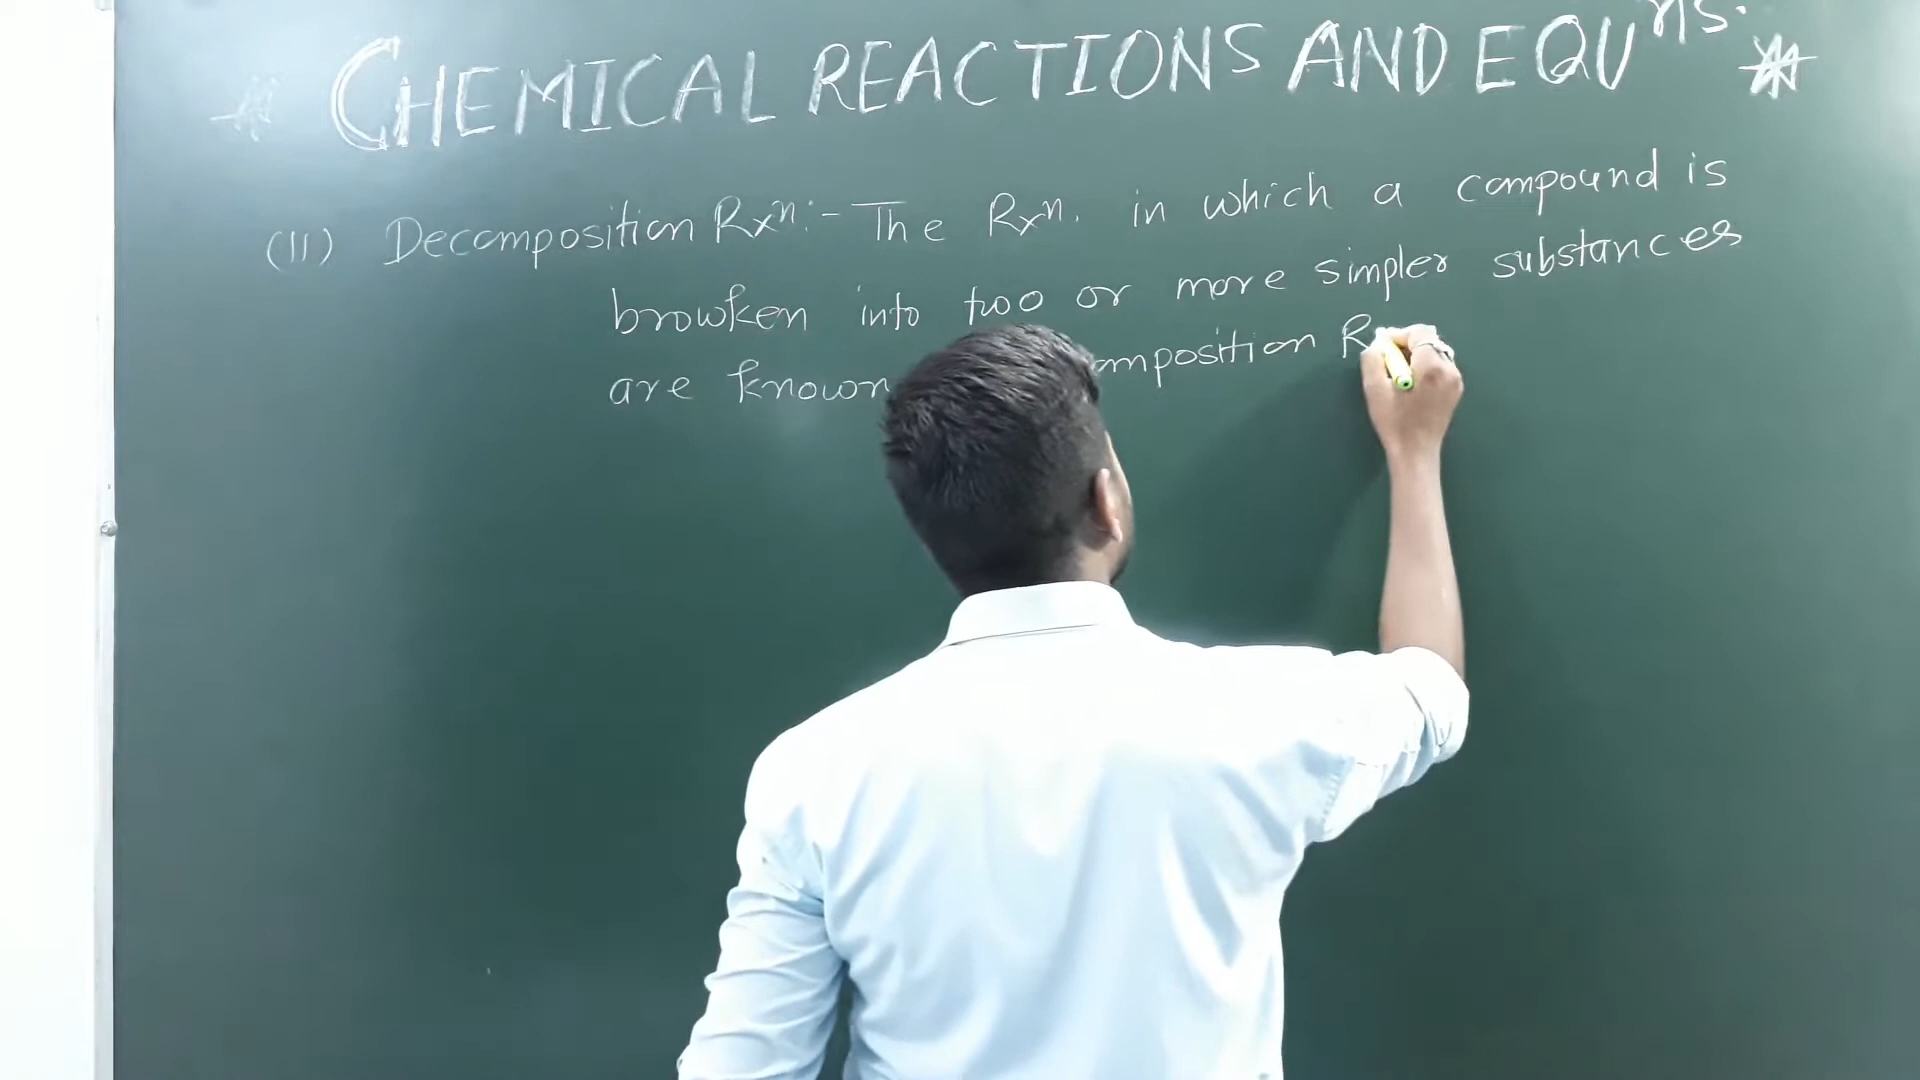 CHEMICAL REACTIONS AND EQUns.
(II) Decomposition Rxn:- The Rxn. in which a compound is
browken into two or more simpler substances
are known